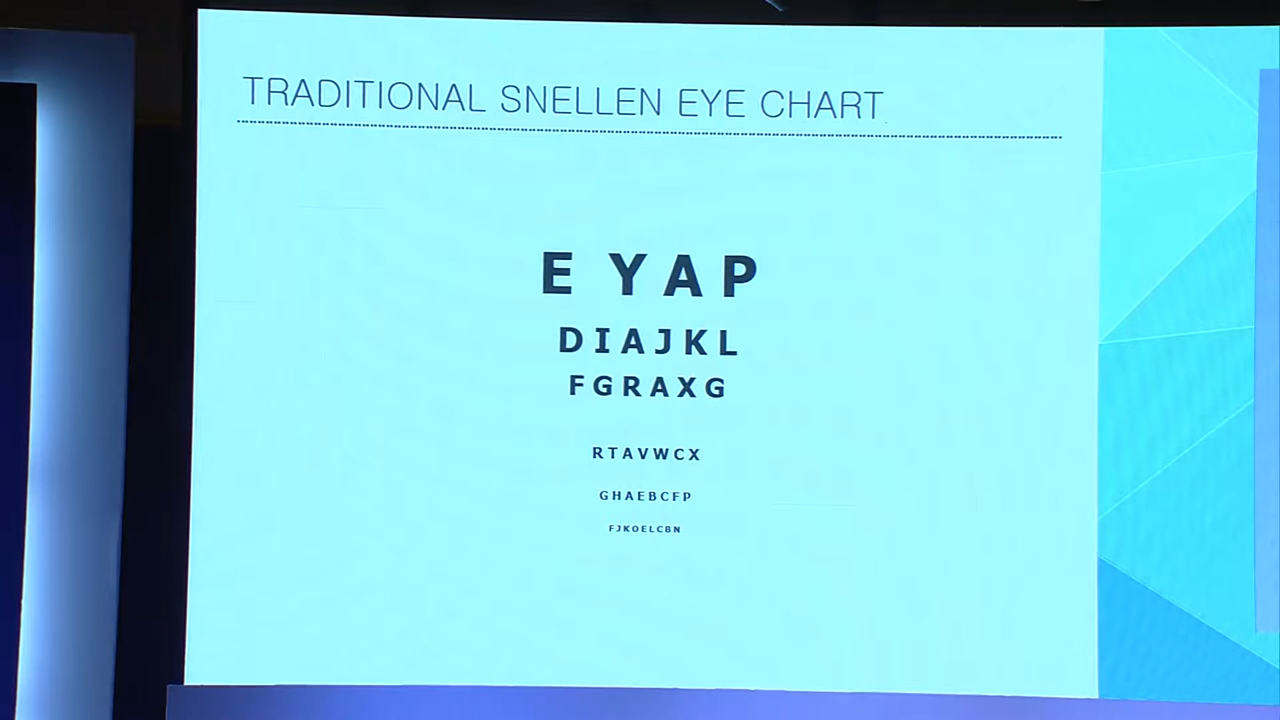 TRADITIONAL SNELLEN EYE CHART
E YAP
DIAJKL
FGRAXG
RTAVWCX
GHAEBCFP
FJKOELCBN